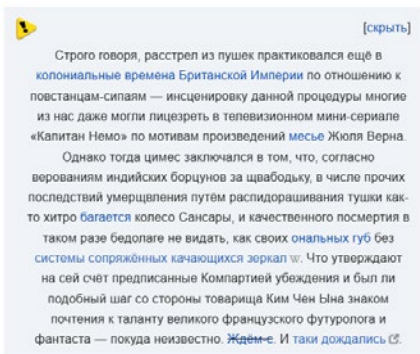 [скрыть]
Строго говоря, расстрел из пушек практиковался ещё в
колониальные времена Британской Империи по отношению к
повстанцам-сипаям — инсценировку данной процедуры многие
из нас даже могли лицезреть в телевизионном мини-сериале
«Капитан Немо» по мотивам произведений месье Жюля Верна.
Однако тогда цимес заключался в том, что, согласно
верованиям индийских борцунов за щвабодьку, в числе прочих
последствий умерщвления путём распидорашивания тушки как-
то хитро багается колесо Сансары, и качественного посмертия в
таком разе бедолаге не видать, как своих ональных губ без
системы сопряжённых качающихся зеркал w. Что утверждают
на сей счёт предписанные Компартией убеждения и был ли
подобный шаг со стороны товарища Ким Чен Ына знаком
почтения к таланту великого французского футуролога и
фантаста — покуда неизвестно. Ждём-с. И таки дождались